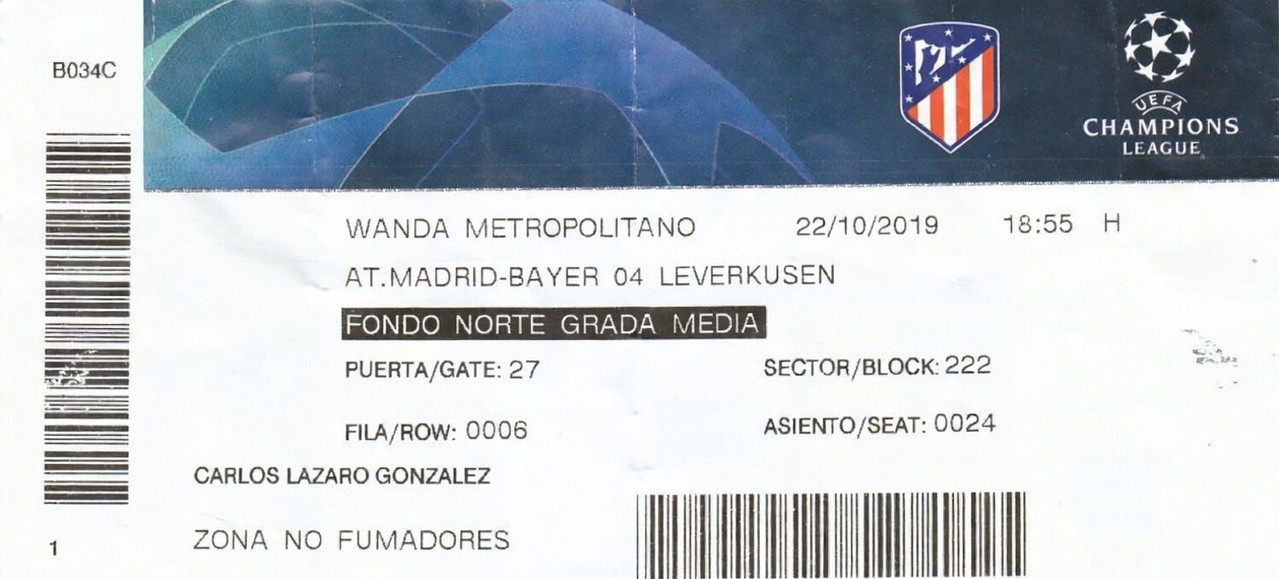 B034C
UEFA
CHAMPIONS
LEAGUE
WANDA METROPOLITANO 22/10/2019 18:55 H
AT.MADRID-BAYER 04 LEVERKUSEN
FONDO NORTE GRADA MEDIA
PUERTA/GATE: 27 SECTOR/BLOCK: 222
FILA/ROW: 0006 ASIENTO/SEAT: 0024
CARLOS LAZARO GONZALEZ
ZONA NO FUMADORES
1